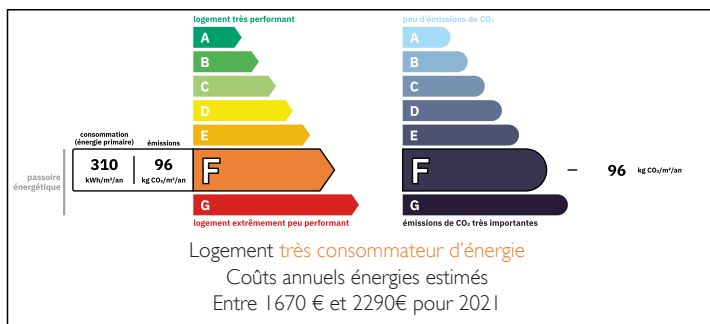 logement très performant
A
B
C
D
E
consommation
(énergie primaire)
émissions
310
kWh/m²/an
96
kg CO₂/m²/an
F
passoire
énergétique
G
logement extrêmement peu performant
peu d'émissions de CO₂
A
B
C
D
E
F
96 kg CO₂/m²/an
G
émissions de CO₂ très importantes
Logement très consommateur d'énergie
Coûts annuels énergies estimés
Entre 1670 € et 2290€ pour 2021